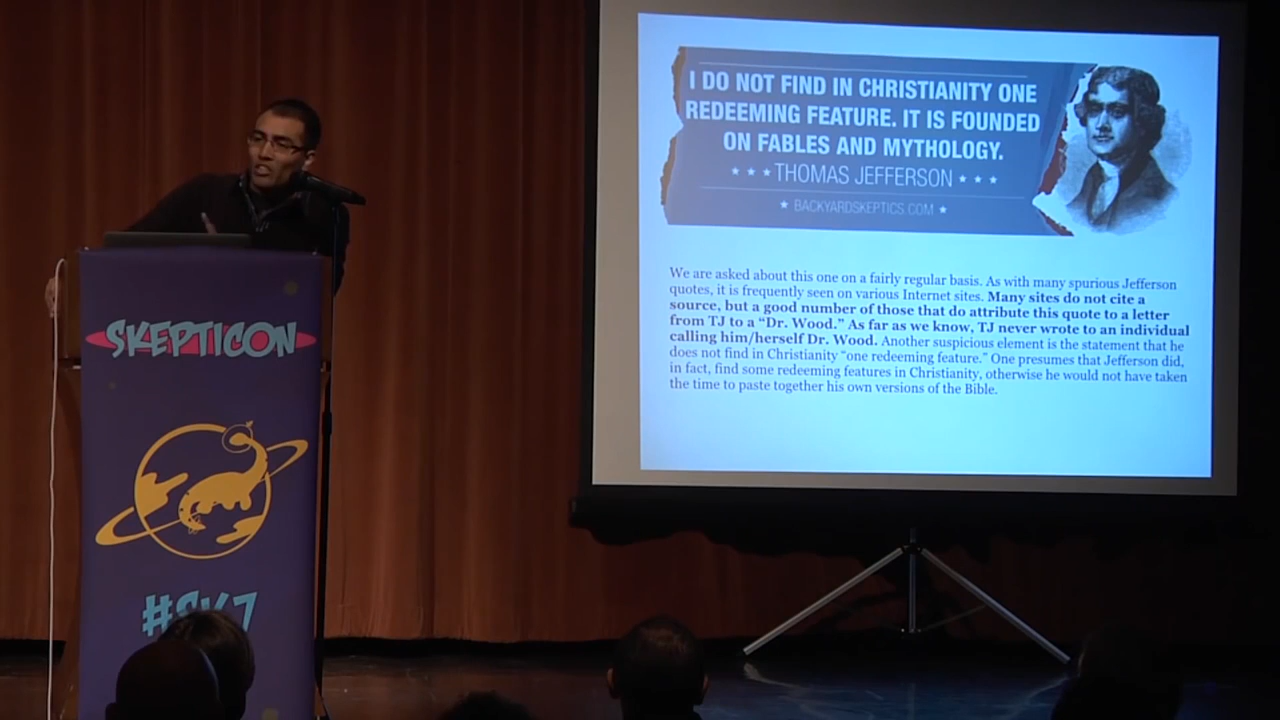 SKEPTICON
#SK7
I DO NOT FIND IN CHRISTIANITY ONE
REDEEMING FEATURE. IT IS FOUNDED
ON FABLES AND MYTHOLOGY.
★ ★ ★ THOMAS JEFFERSON ★ ★ ★
★ BACKYARDSKEPTICS.COM ★
We are asked about this one on a fairly regular basis. As with many spurious Jefferson
quotes, it is frequently seen on various Internet sites. Many sites do not cite a
source, but a good number of those that do attribute this quote to a letter
from TJ to a “Dr. Wood.” As far as we know, TJ never wrote to an individual
calling him/herself Dr. Wood. Another suspicious element is the statement that he
does not find in Christianity “one redeeming feature.” One presumes that Jefferson did,
in fact, find some redeeming features in Christianity, otherwise he would not have taken
the time to paste together his own versions of the Bible.